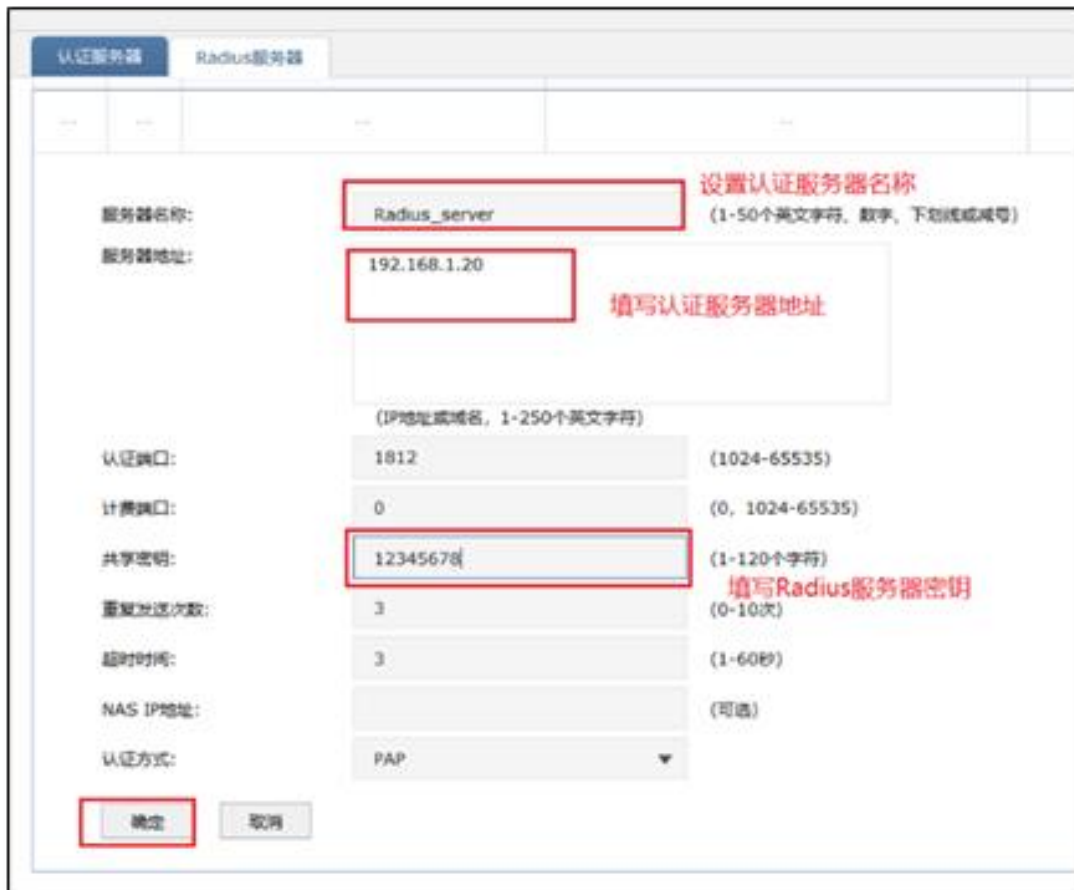 认证服务器 Radius服务器
-- -- -- --
设置认证服务器名称
服务器名称: Radius_server (1-50个英文字符、数字、下划线或减号)
服务器地址: 192.168.1.20
填写认证服务器地址
(IP地址或域名，1-250个英文字符)
认证端口: 1812 (1024-65535)
计费端口: 0 (0, 1024-65535)
共享密钥: 12345678 (1-120个字符)
填写Radius服务器密钥
重复发送次数: 3 (0-10次)
超时时间: 3 (1-60秒)
NAS IP地址: (可选)
认证方式: PAP
确定 取消